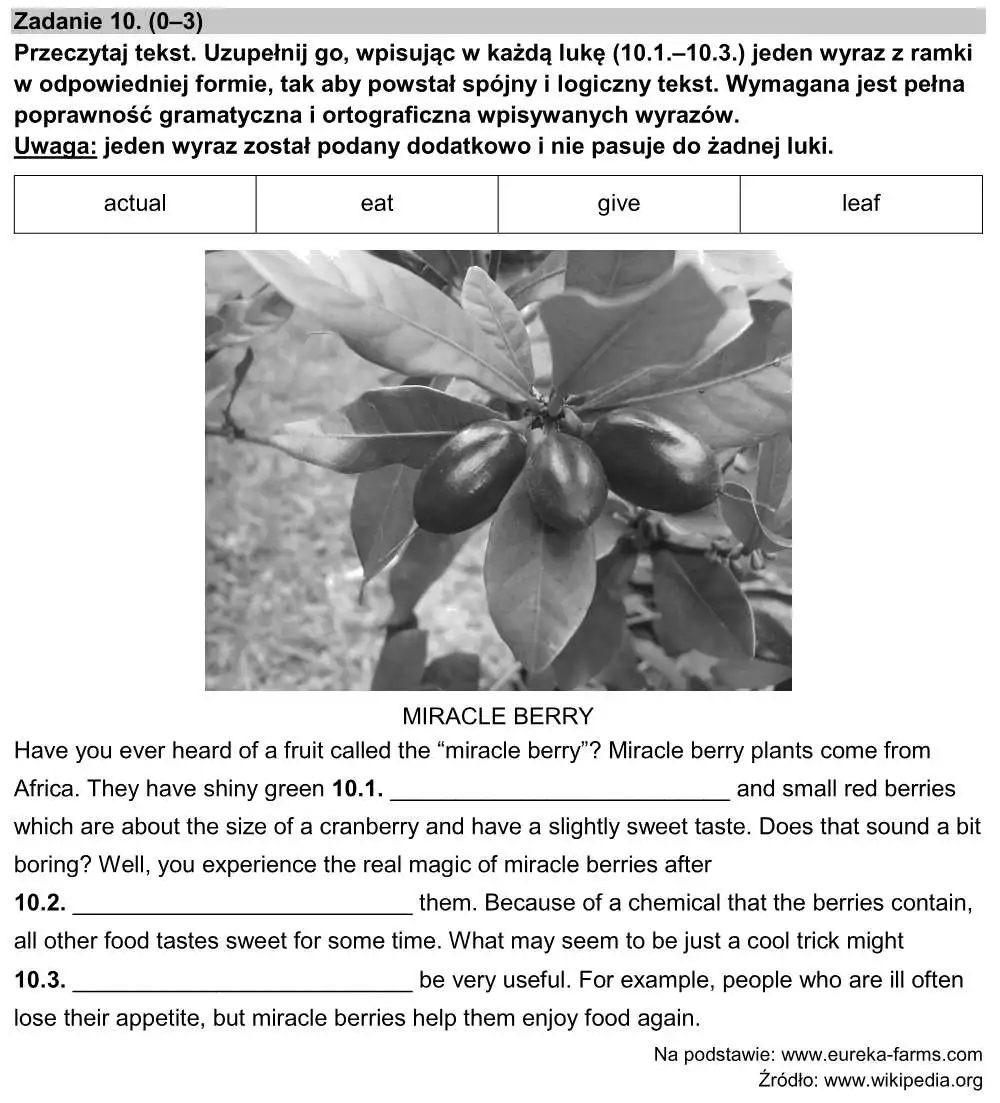 Zadanie 10. (0–3)
Przeczytaj tekst. Uzupełnij go, wpisując w każdą lukę (10.1.–10.3.) jeden wyraz z ramki
w odpowiedniej formie, tak aby powstał spójny i logiczny tekst. Wymagana jest pełna
poprawność gramatyczna i ortograficzna wpisywanych wyrazów.
Uwaga: jeden wyraz został podany dodatkowo i nie pasuje do żadnej luki.
actual eat give leaf
MIRACLE BERRY
Have you ever heard of a fruit called the “miracle berry”? Miracle berry plants come from
Africa. They have shiny green 10.1. ____________________________ and small red berries
which are about the size of a cranberry and have a slightly sweet taste. Does that sound a bit
boring? Well, you experience the real magic of miracle berries after
10.2. ____________________________ them. Because of a chemical that the berries contain,
all other food tastes sweet for some time. What may seem to be just a cool trick might
10.3. ____________________________ be very useful. For example, people who are ill often
lose their appetite, but miracle berries help them enjoy food again.
Na podstawie: www.eureka-farms.com
Źródło: www.wikipedia.org